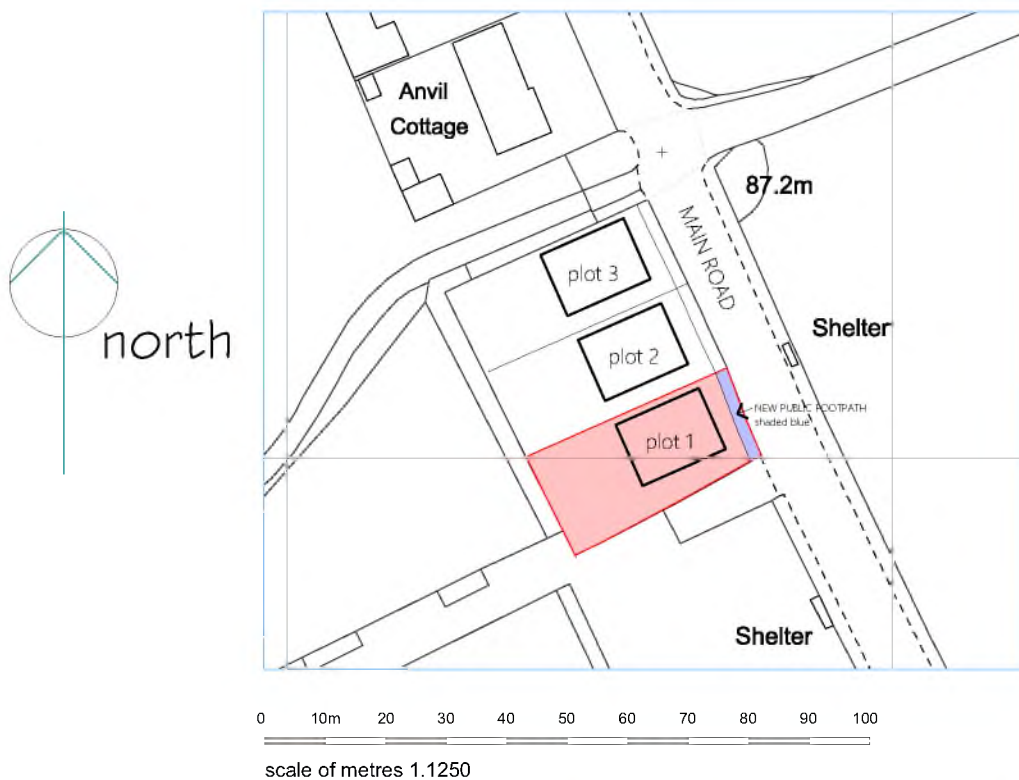 Anvil
Cottage
87.2m
MAIN ROAD
plot 3
north
Shelter
plot 2
NEW PUBLIC FOOTPATH
shaded blue
plot 1
Shelter
0 10m 20 30 40 50 60 70 80 90 100
scale of metres 1.1250